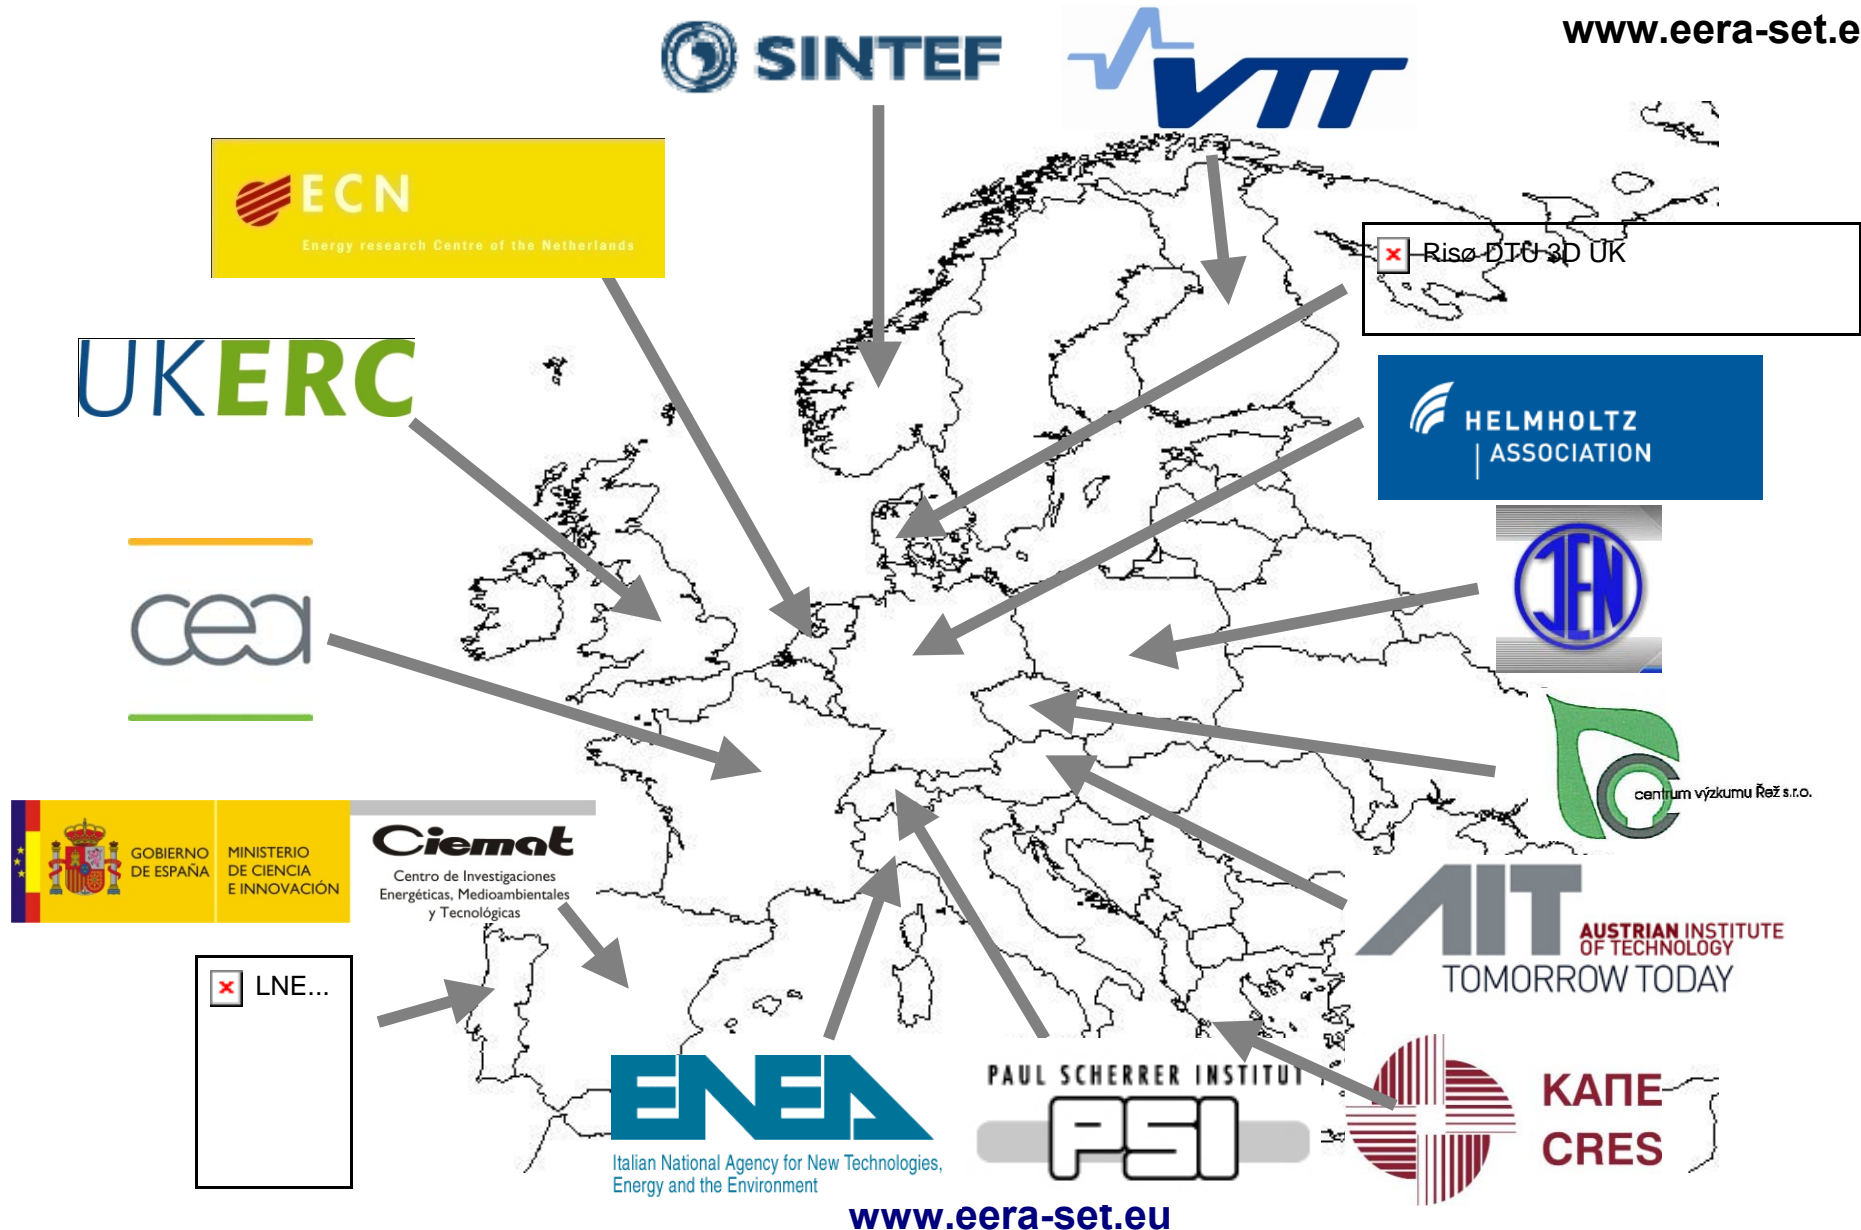 www.eera-set.e
SINTEF
VTT
ECN
Energy research Centre of the Netherlands
Risø DTU 3D UK
UKERC
HELMHOLTZ
ASSOCIATION
cea
JEN
centrum výzkumu Řež s.r.o.
GOBIERNO
DE ESPAÑA
MINISTERIO
DE CIENCIA
E INNOVACIÓN
Ciemat
Centro de Investigaciones
Energéticas, Medioambientales
y Tecnológicas
AIT
AUSTRIAN INSTITUTE
OF TECHNOLOGY
TOMORROW TODAY
LNE...
ENEA
Italian National Agency for New Technologies,
Energy and the Environment
PAUL SCHERRER INSTITUT
PSI
ΚΑΠΕ
CRES
www.eera-set.eu